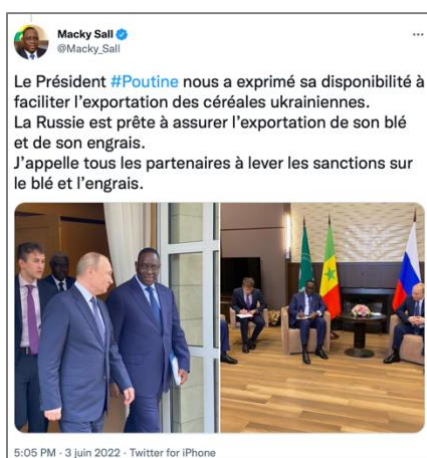 Macky Sall
@Macky_Sall
Le Président #Poutine nous a exprimé sa disponibilité à
faciliter l'exportation des céréales ukrainiennes.
La Russie est prête à assurer l'exportation de son blé
et de son engrais.
J'appelle tous les partenaires à lever les sanctions sur
le blé et l'engrais.
5:05 PM - 3 juin 2022 - Twitter for iPhone